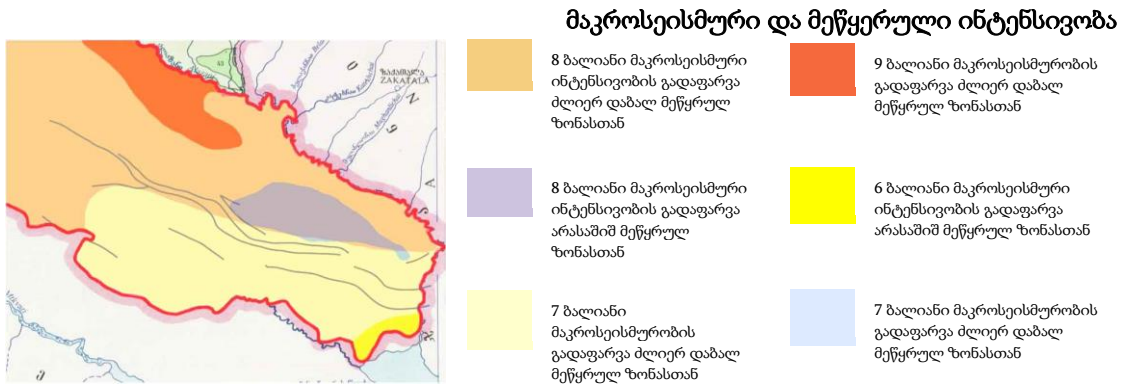 მაკროსეისმური და მეწყერული ინტენსივობა
8 ბალიანი მაკროსეისმური
ინტენსივობის გადაფარვა
ძლიერ დაბალ მეწყრულ
ზონასთან
9 ბალიანი მაკროსეისმურობის
გადაფარვა ძლიერ დაბალ
მეწყრულ ზონასთან
8 ბალიანი მაკროსეისმური
ინტენსივობის გადაფარვა
არასაშიშ მეწყრულ
ზონასთან
6 ბალიანი მაკროსეისმური
ინტენსივობის გადაფარვა
არასაშიშ მეწყრულ ზონასთან
7 ბალიანი
მაკროსეისმურობის
გადაფარვა ძლიერ დაბალ
მეწყრულ ზონასთან
7 ბალიანი მაკროსეისმურობის
გადაფარვა ძლიერ დაბალ
მეწყრულ ზონასთან
ZAKATALA